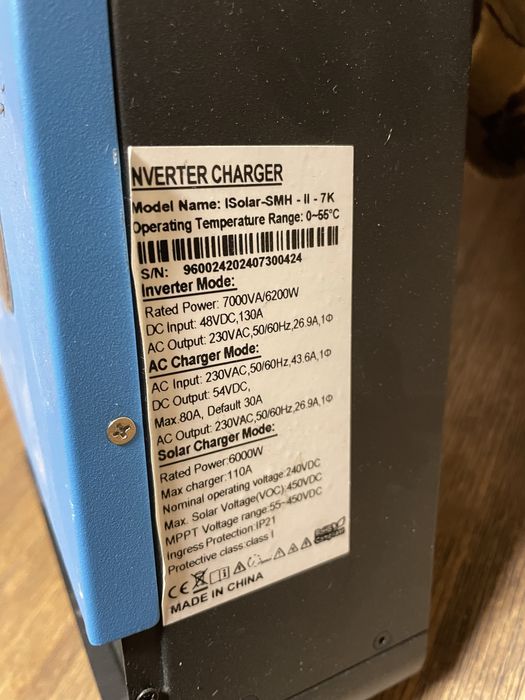 NVERTER CHARGER
Model Name: ISolar-SMH - II - 7K
Operating Temperature Range: 0~55°C
S/N: 960024202407300424
Inverter Mode:
Rated Power: 7000VA/6200W
DC Input: 48VDC,130A
AC Output: 230VAC,50/60Hz,26.9A,1Φ
AC Charger Mode:
AC Input: 230VAC,50/60Hz,43.6A,1Φ
DC Output: 54VDC,
Max.80A, Default 30A
AC Output: 230VAC,50/60Hz,26.9A,1Φ
Solar Charger Mode:
Rated Power:6000W
Max charger:110A
Nominal operating voltage:240VDC
Max. Solar Voltage(VOC):450VDC
MPPT Voltage range:55~450VDC
Ingress Protection:IP21
Protective class:class I
CE
MADE IN CHINA